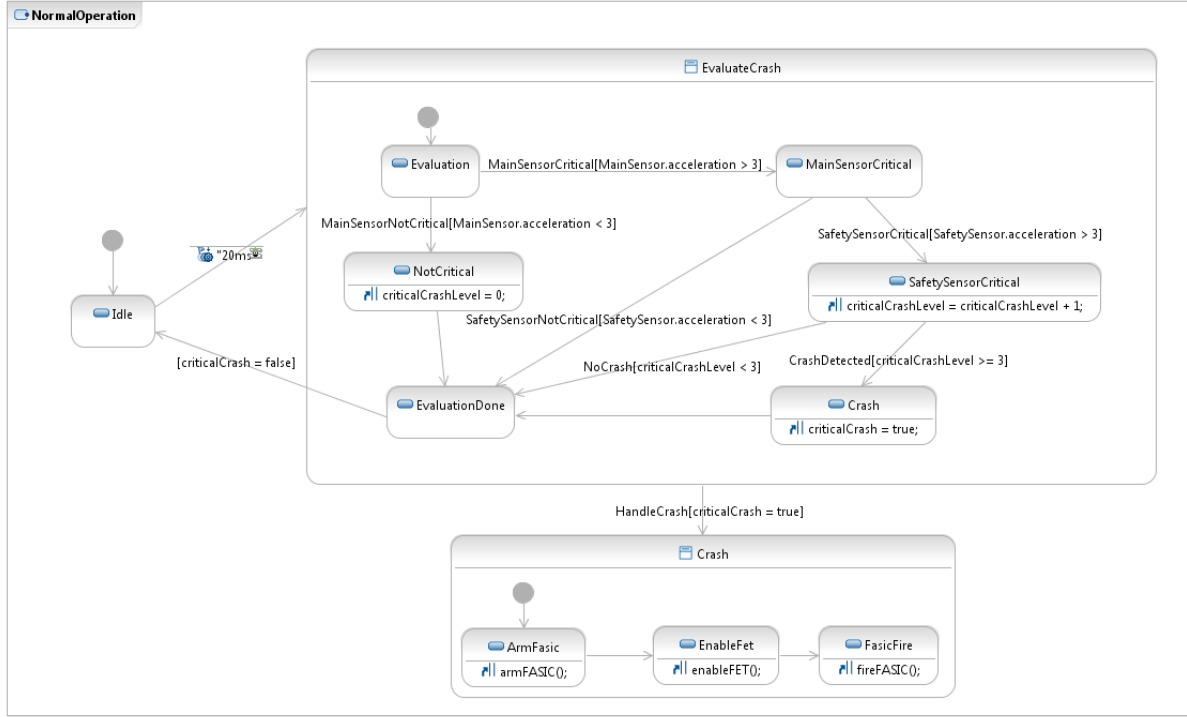 NormalOperation
EvaluateCrash
Evaluation
MainSensorCritical[MainSensor.acceleration > 3]
MainSensorCritical
MainSensorNotCritical[MainSensor.acceleration < 3]
SafetySensorCritical[SafetySensor.acceleration > 3]
"20ms"
NotCritical
criticalCrashLevel = 0;
SafetySensorCritical
criticalCrashLevel = criticalCrashLevel + 1;
Idle
SafetySensorNotCritical[SafetySensor.acceleration < 3]
[criticalCrash = false]
NoCrash[criticalCrashLevel < 3]
CrashDetected[criticalCrashLevel >= 3]
EvaluationDone
Crash
criticalCrash = true;
HandleCrash[criticalCrash = true]
Crash
ArmFasic
armFASIC();
EnableFet
enableFET();
FasicFire
fireFASIC();